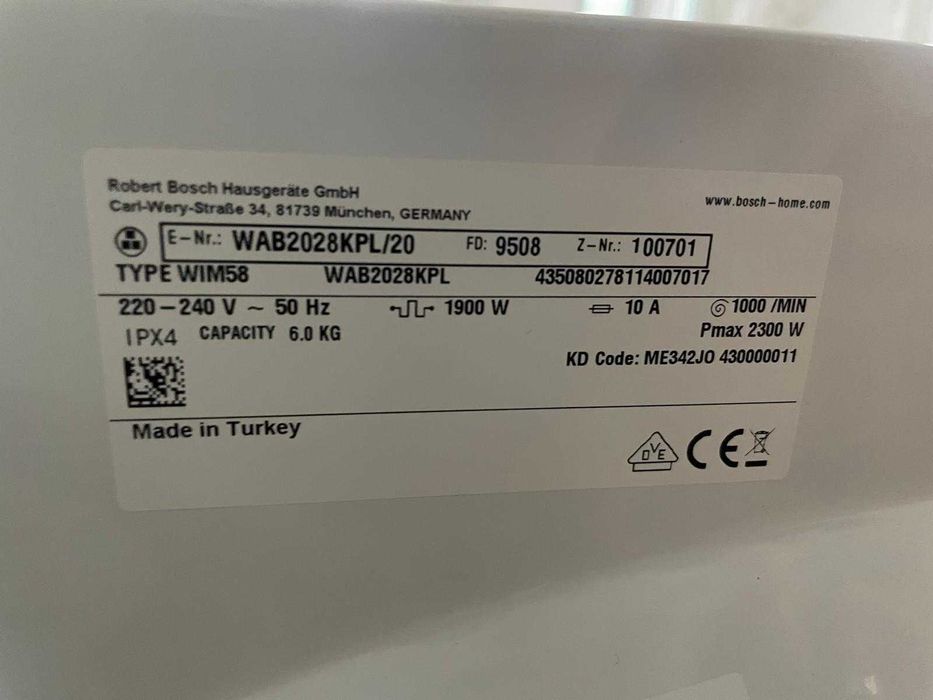 Robert Bosch Hausgeräte GmbH
Carl-Wery-Straße 34, 81739 München, GERMANY
www.bosch-home.com
E-Nr.: WAB2028KPL/20 FD: 9508 Z-Nr.: 100701
TYPE WIM58 WAB2028KPL 435080278114007017
220-240 V ~ 50 Hz 1900 W 10 A 1000 /MIN
IPX4 CAPACITY 6.0 KG Pmax 2300 W
KD Code: ME342JO 430000011
Made in Turkey
DVE CE